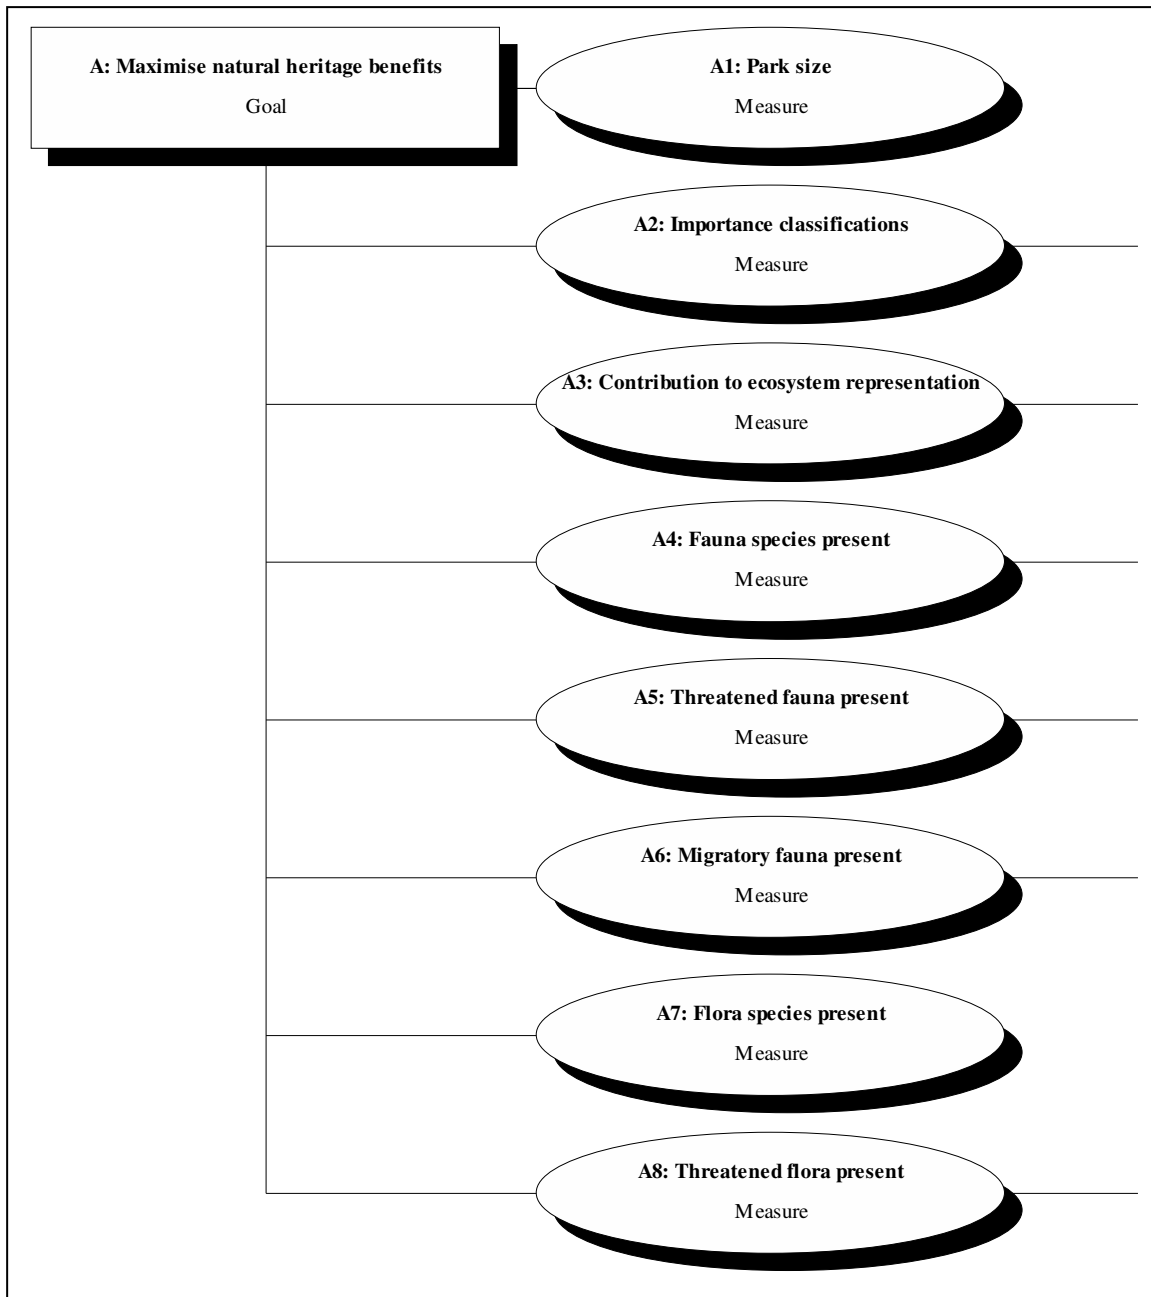 A: Maximise natural heritage benefits
Goal
A1: Park size
Measure
A2: Importance classifications
Measure
A3: Contribution to ecosystem representation
Measure
A4: Fauna species present
Measure
A5: Threatened fauna present
Measure
A6: Migratory fauna present
Measure
A7: Flora species present
Measure
A8: Threatened flora present
Measure